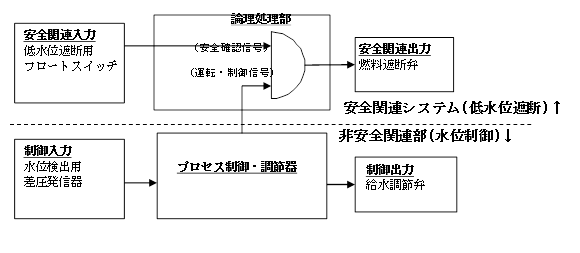 論理処理部
安全関連入力
低水位遮断用
フロートスイッチ
(安全確認信号)
(運転・制御信号)
安全関連出力
燃料遮断弁
安全関連システム(低水位遮断)↑
非安全関連部(水位制御)↓
制御入力
水位検出用
差圧発信器
プロセス制御・調節器
制御出力
給水調節弁